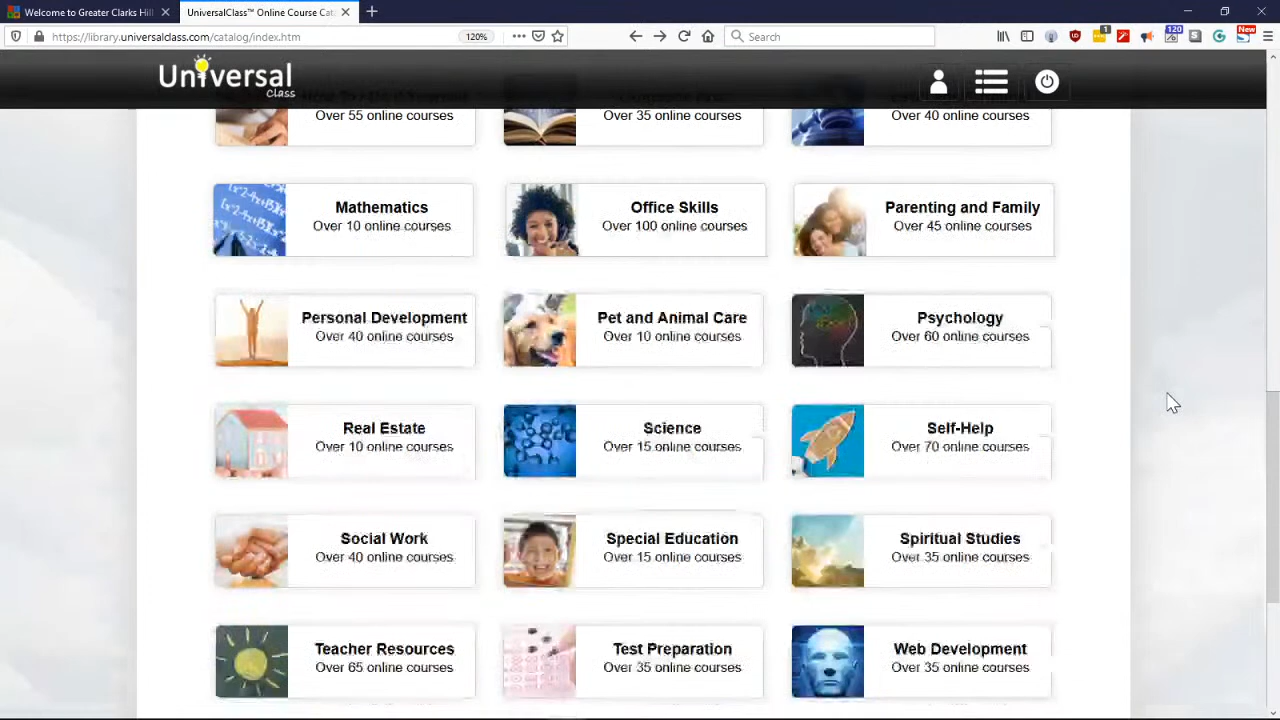 Welcome to Greater Clarks Hil
UniversalClass™ Online Course Cat
https://library.universalclass.com/catalog/index.htm
120%
Search
120
New
Universal
Class
Over 55 online courses
Over 35 online courses
Over 40 online courses
Mathematics
Over 10 online courses
Office Skills
Over 100 online courses
Parenting and Family
Over 45 online courses
Personal Development
Over 40 online courses
Pet and Animal Care
Over 10 online courses
Psychology
Over 60 online courses
Real Estate
Over 10 online courses
Science
Over 15 online courses
Self-Help
Over 70 online courses
Social Work
Over 40 online courses
Special Education
Over 15 online courses
Spiritual Studies
Over 35 online courses
Teacher Resources
Over 65 online courses
Test Preparation
Over 35 online courses
Web Development
Over 35 online courses